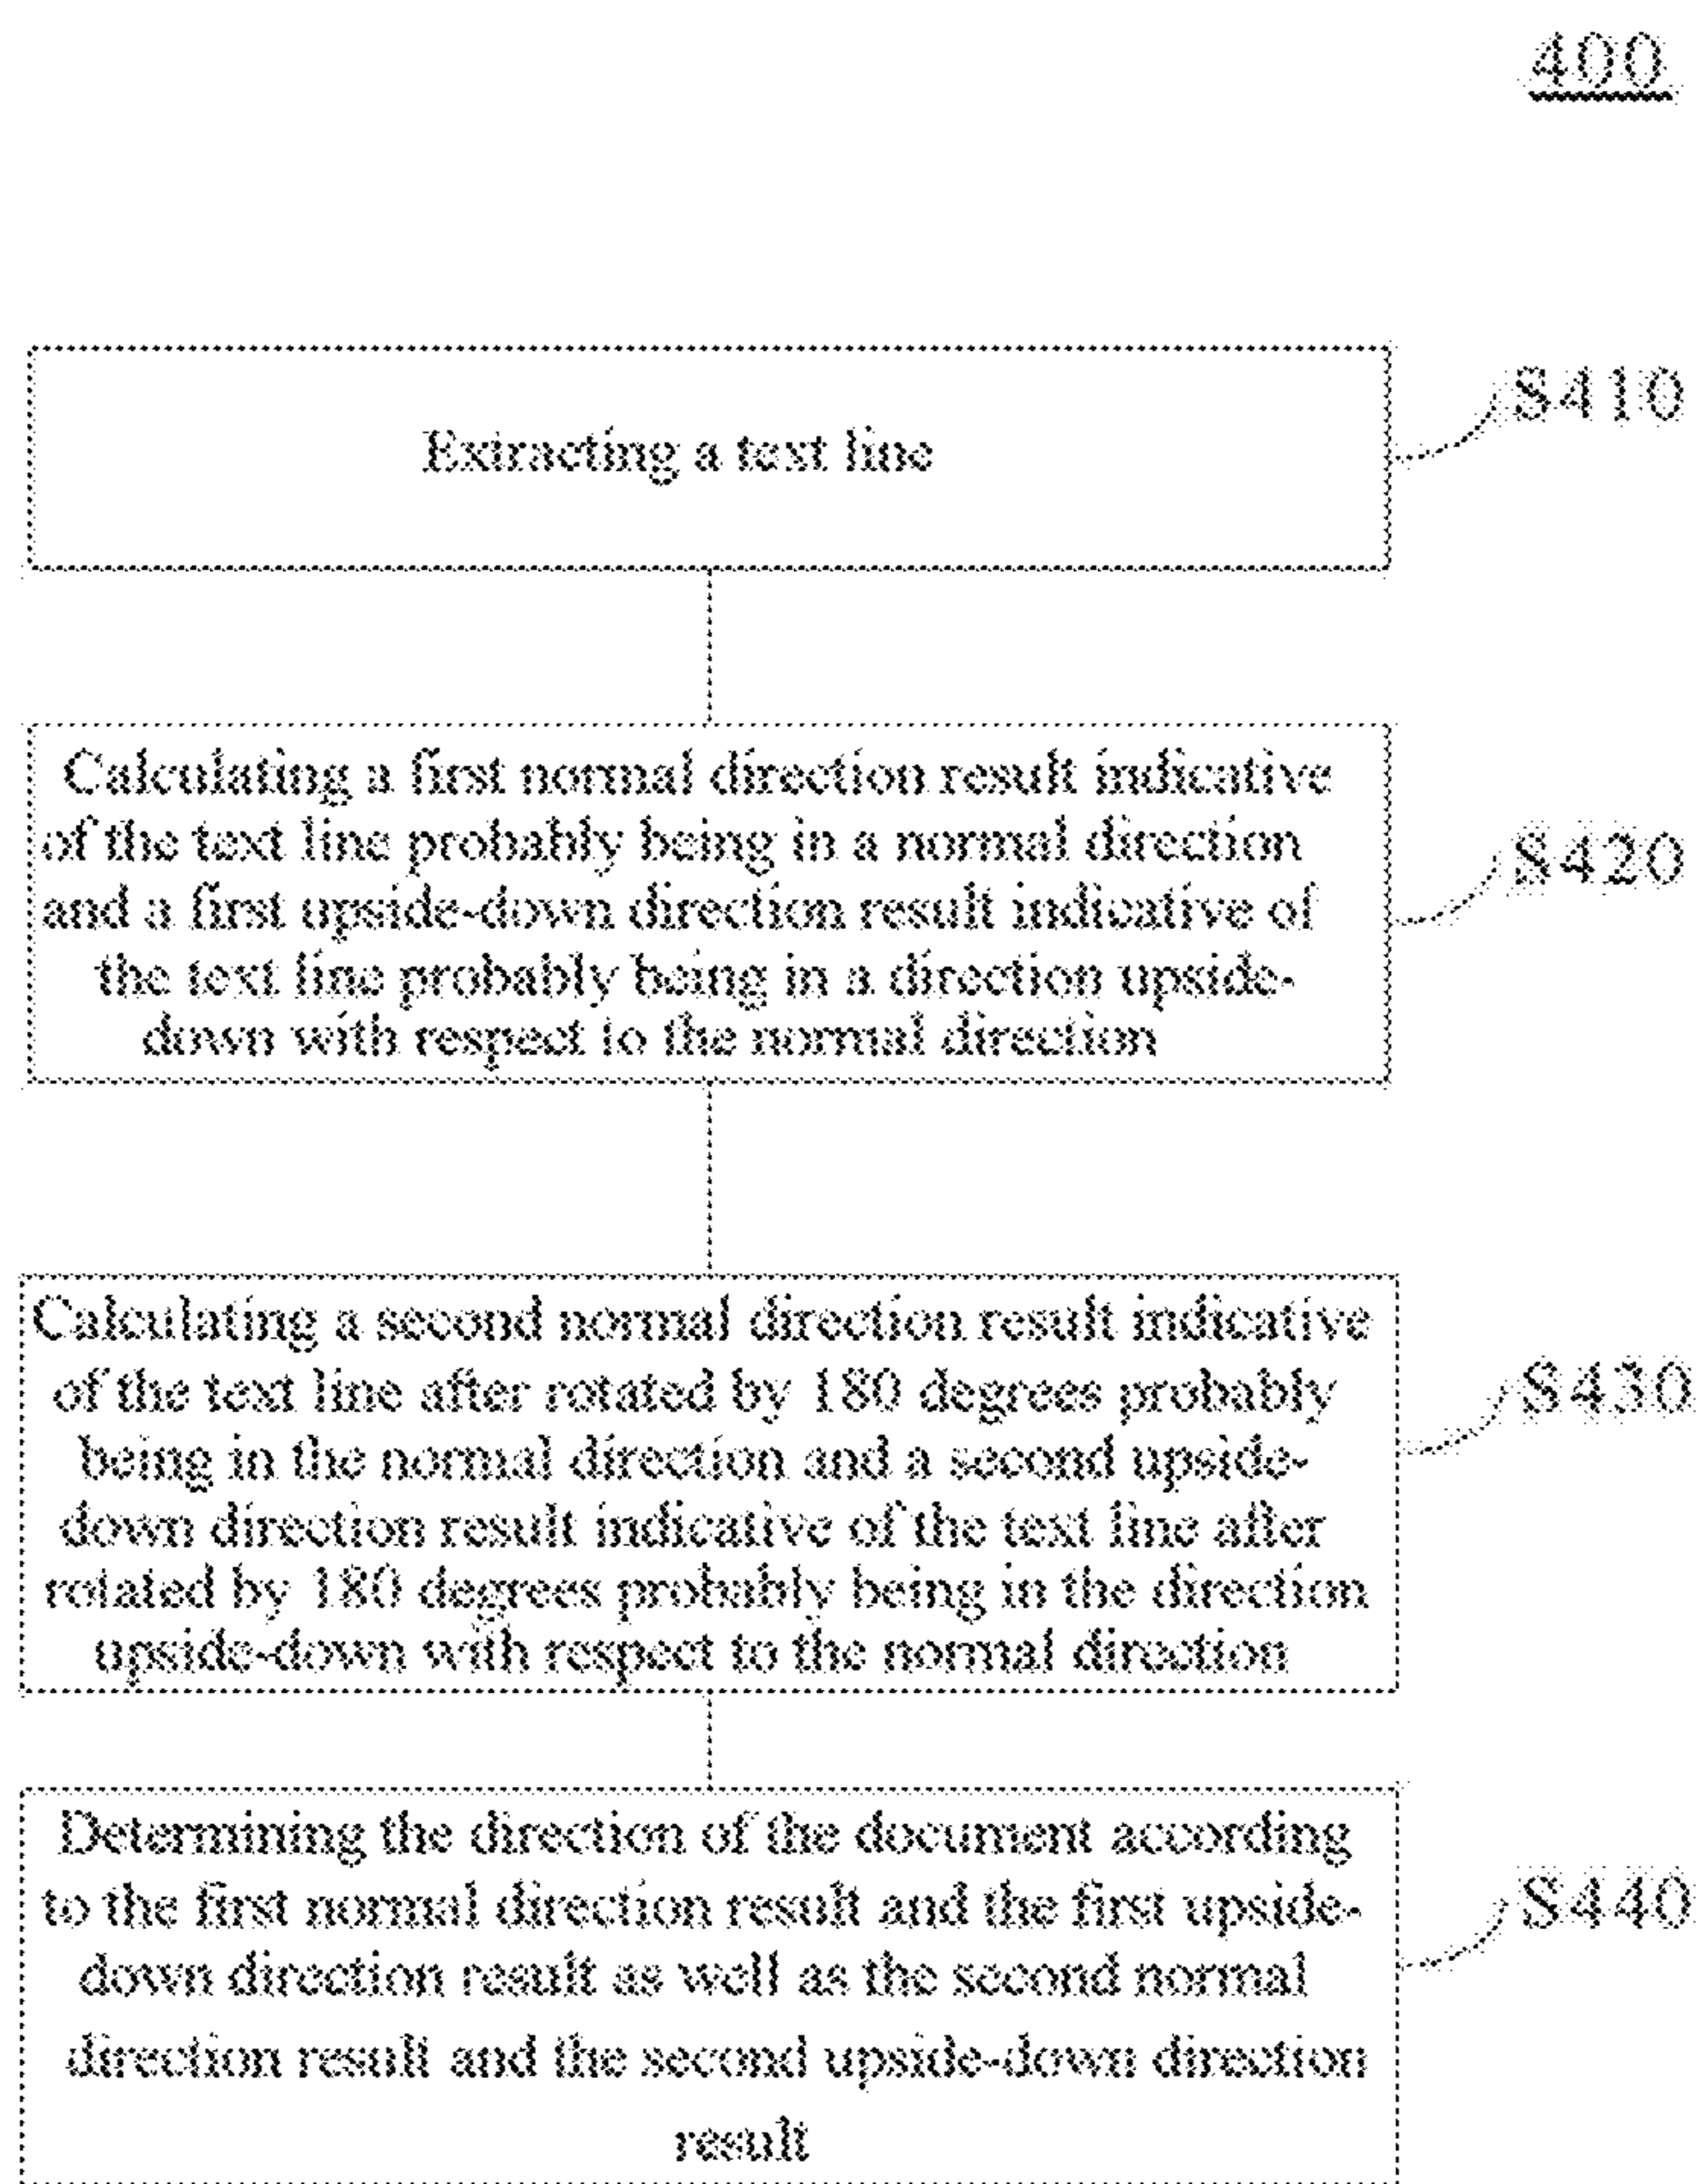 400
Extracting a text line
S410
Calculating a first normal direction result indicative
of the text line probably being in a normal direction
and a first upside-down direction result indicative of
the text line probably being in a direction upside-
down with respect to the normal direction
S420
Calculating a second normal direction result indicative
of the text line after rotated by 180 degrees probably
being in the normal direction and a second upside-
down direction result indicative of the text line after
rotated by 180 degrees probably being in the direction
upside-down with respect to the normal direction
S430
Determining the direction of the document according
to the first normal direction result and the first upside-
down direction result as well as the second normal
direction result and the second upside-down direction
result
S440